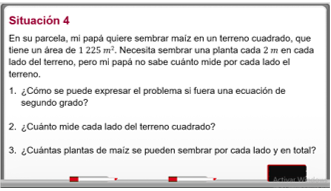 Situación 4
En su parcela, mi papá quiere sembrar maíz en un terreno cuadrado, que
tiene un área de 1 225 m². Necesita sembrar una planta cada 2 m en cada
lado del terreno, pero mi papá no sabe cuánto mide por cada lado el
terreno.
1. ¿Cómo se puede expresar el problema si fuera una ecuación de
segundo grado?
2. ¿Cuánto mide cada lado del terreno cuadrado?
3. ¿Cuántas plantas de maíz se pueden sembrar por cada lado y en total?
Activar